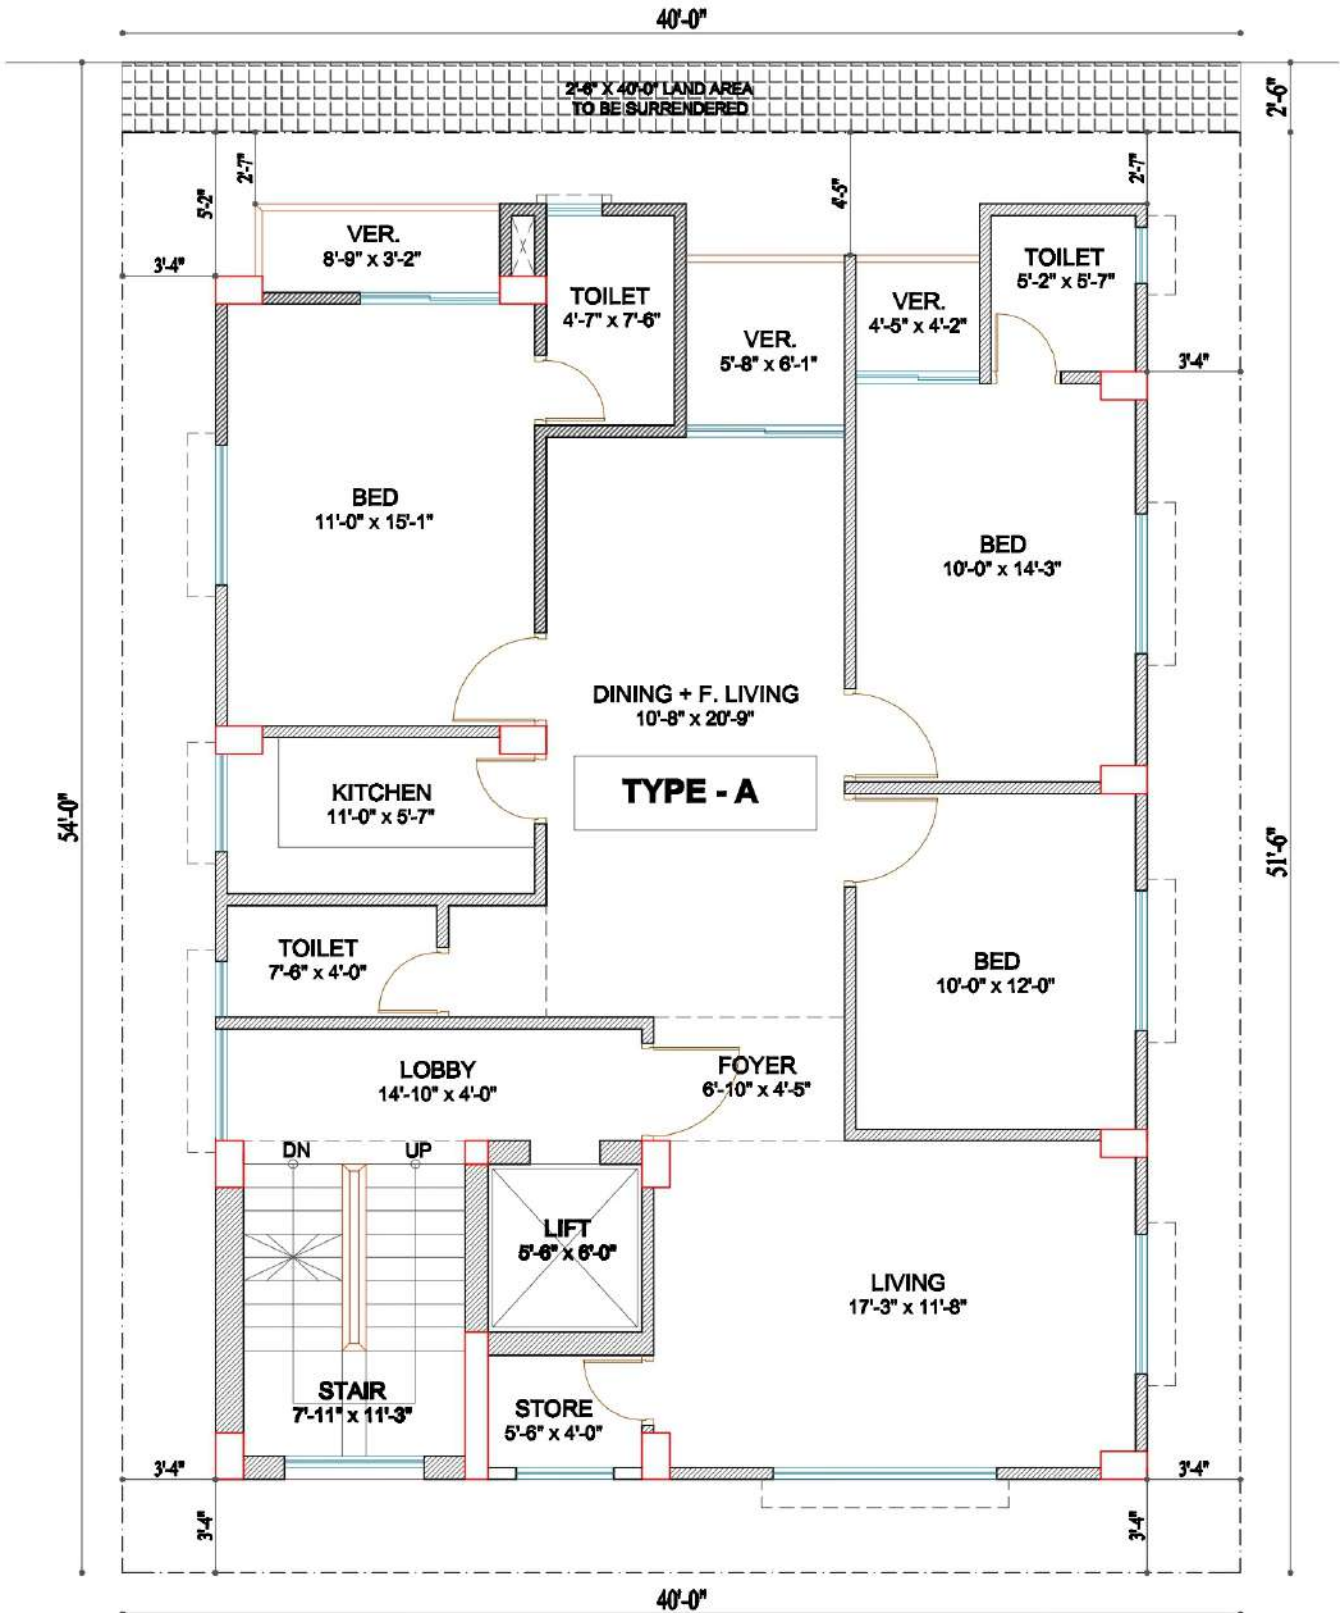 40'-0"
2'-6" X 40'-0" LAND AREA
TO BE SURRENDERED
2'-6"
5'-2"
2'-7"
4'-5"
2'-7"
3'-4"
VER.
8'-9" x 3'-2"
TOILET
4'-7" x 7'-6"
VER.
5'-8" x 6'-1"
VER.
4'-5" x 4'-2"
TOILET
5'-2" x 5'-7"
3'-4"
BED
11'-0" x 15'-1"
BED
10'-0" x 14'-3"
DINING + F. LIVING
10'-8" x 20'-9"
TYPE - A
KITCHEN
11'-0" x 5'-7"
54'-0"
51'-6"
TOILET
7'-6" x 4'-0"
BED
10'-0" x 12'-0"
LOBBY
14'-10" x 4'-0"
FOYER
6'-10" x 4'-5"
DN
UP
LIFT
5'-6" x 6'-0"
LIVING
17'-3" x 11'-8"
STAIR
7'-11" x 11'-3"
STORE
5'-6" x 4'-0"
3'-4"
3'-4"
3'-4"
3'-4"
40'-0"